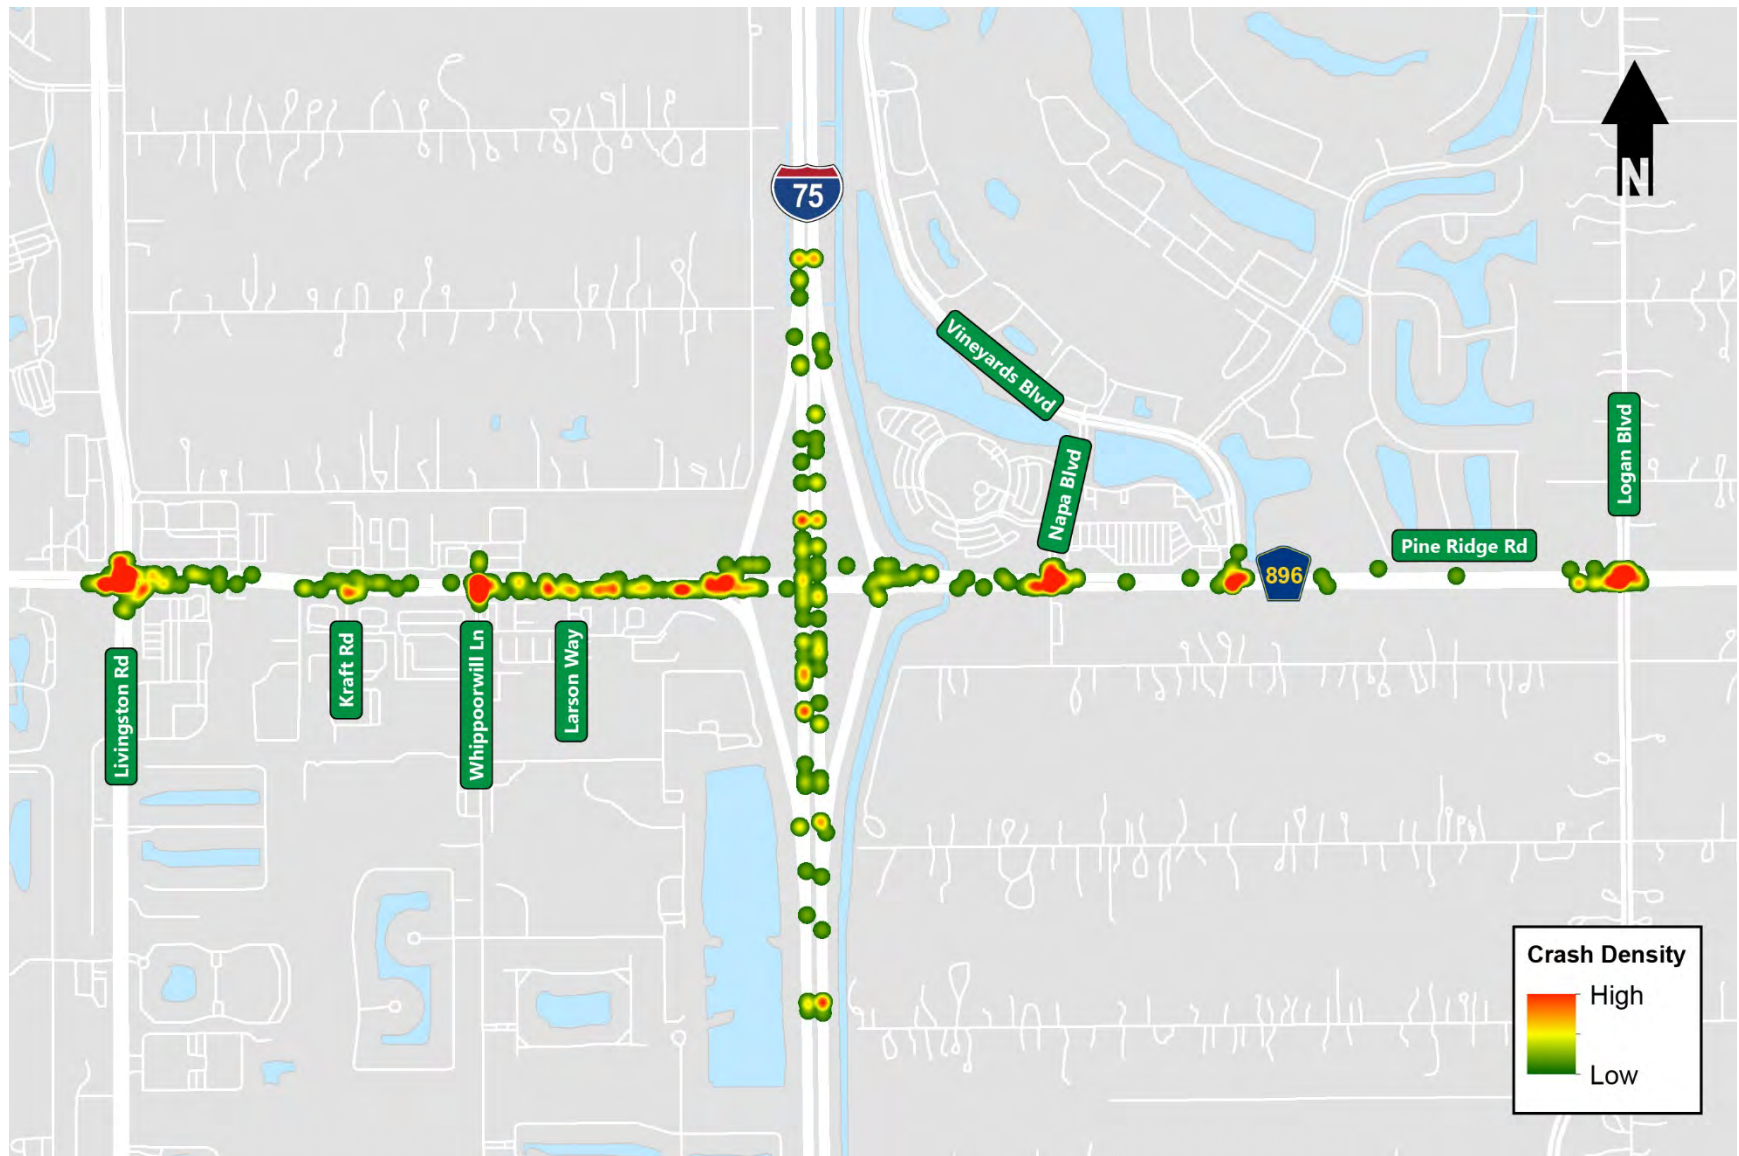 N
75
Vineyards Blvd
Napa Blvd
Logan Blvd
Pine Ridge Rd
896
Livingston Rd
Kraft Rd
Whippoorwill Ln
Larson Way
Crash Density
High
Low